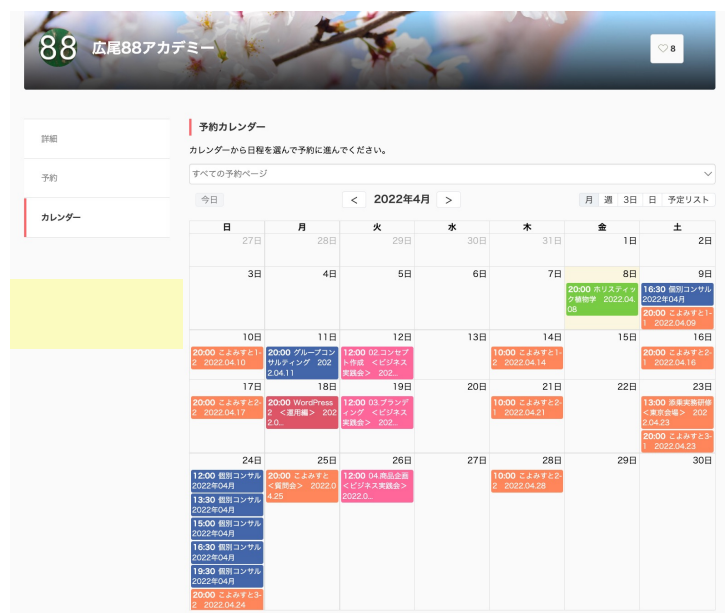 88 広尾88アカデミー
♡ 8
詳細
予約
カレンダー
予約カレンダー
カレンダーから日程を選んで予約に進んでください。
すべての予約ページ
今日
< 2022年4月 >
月 週 3日 日 予定リスト
日 月 火 水 木 金 土
27日 28日 29日 30日 31日 1日 2日
3日 4日 5日 6日 7日 8日 9日
20:00 ホリスティッ
ク植物学 2022.04.
08
16:30 個別コンサル
2022年04月
20:00 こよみすと1-
1 2022.04.09
10日 11日 12日 13日 14日 15日 16日
20:00 こよみすと1-
2 2022.04.10
20:00 グループコン
サルティング 202
2.04.11
12:00 02.コンセプ
ト作成 <ビジネス
実践会> 202...
10:00 こよみすと1-
2 2022.04.14
20:00 こよみすと2-
1 2022.04.16
17日 18日 19日 20日 21日 22日 23日
20:00 こよみすと2-
2 2022.04.17
20:00 WordPress
2 <運用編> 202
2.0...
12:00 03.ブランデ
ィング <ビジネス
実践会> 202...
10:00 こよみすと2-
1 2022.04.21
13:00 添乗実務研修
<東京会場> 202
2.04.23
20:00 こよみすと3-
1 2022.04.23
24日 25日 26日 27日 28日 29日 30日
12:00 個別コンサル
2022年04月
13:30 個別コンサル
2022年04月
15:00 個別コンサル
2022年04月
16:30 個別コンサル
2022年04月
19:30 個別コンサル
2022年04月
20:00 こよみすと3-
2 2022.04.24
20:00 こよみすと
<質問会> 2022.0
4.25
12:00 04.商品企画
<ビジネス実践会>
2022.0...
10:00 こよみすと2-
2 2022.04.28